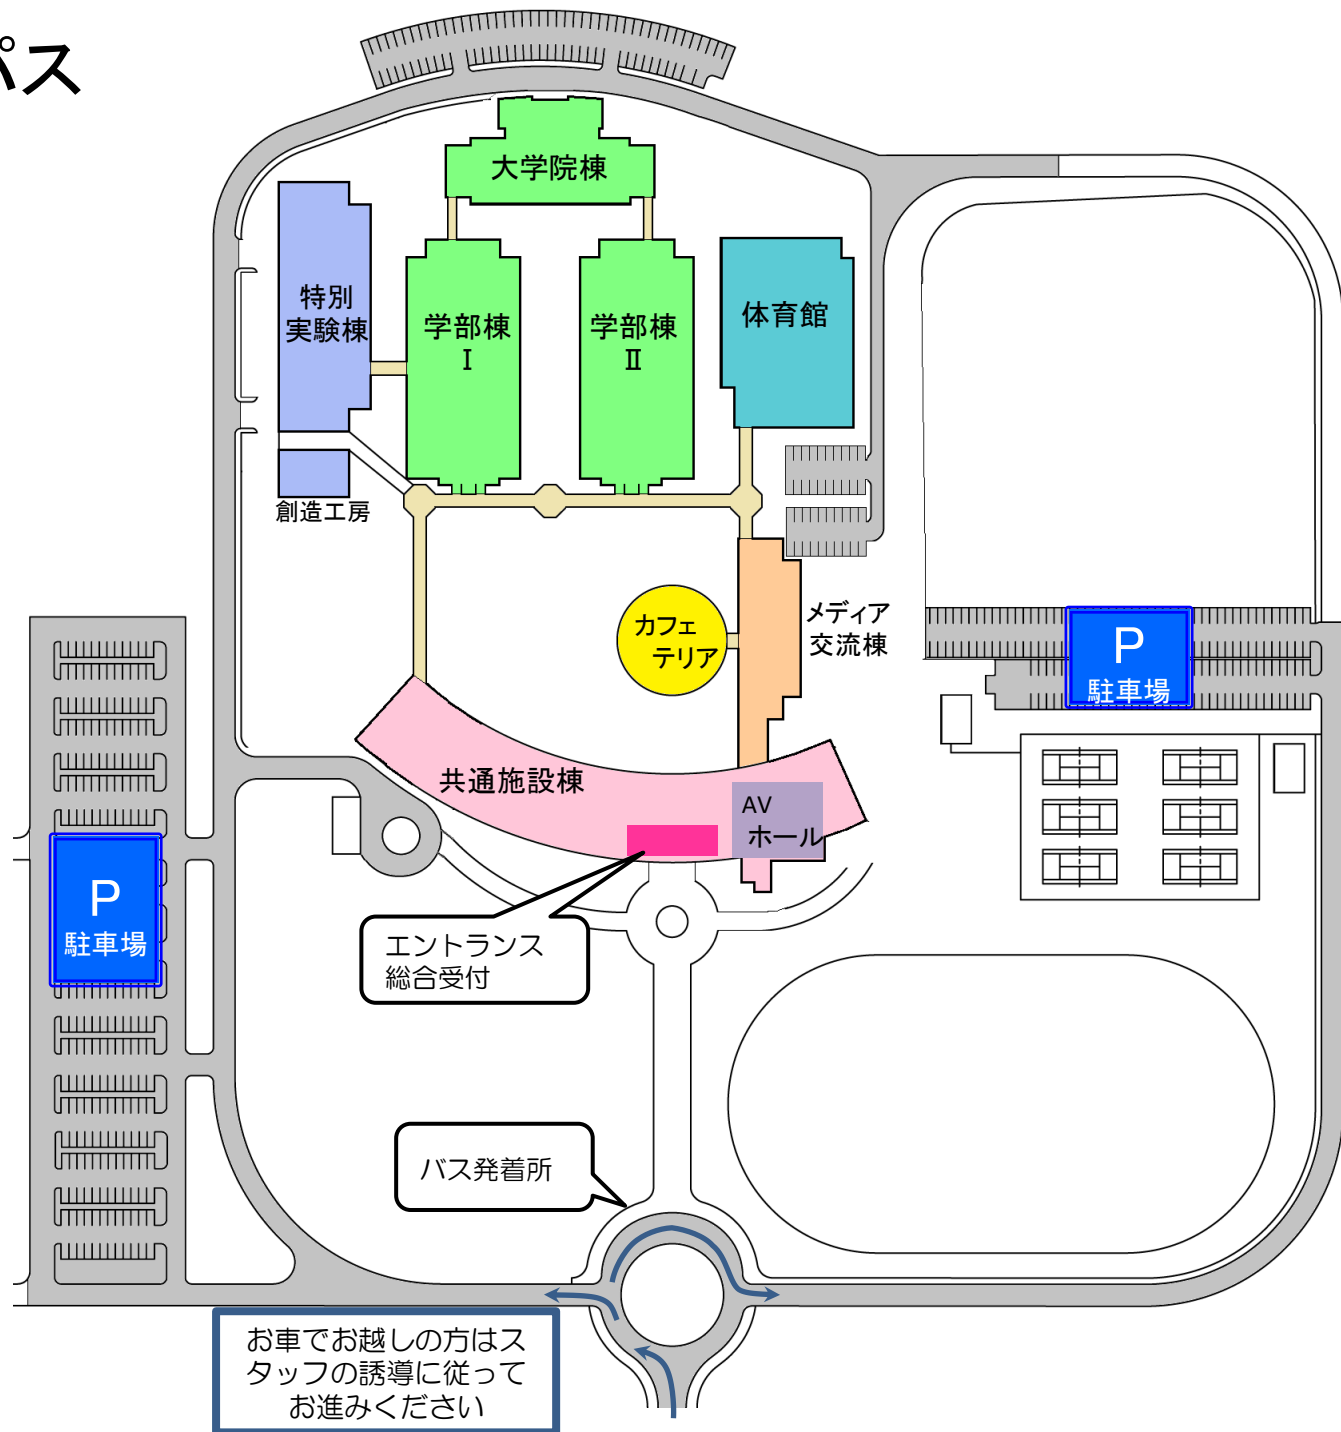 パス
大学院棟
特別
実験棟
学部棟
Ⅰ
学部棟
Ⅱ
体育館
創造工房
カフェ
テリア
メディア
交流棟
P
駐車場
共通施設棟
AV
ホール
P
駐車場
エントランス
総合受付
バス発着所
お車でお越しの方はス
タッフの誘導に従って
お進みください